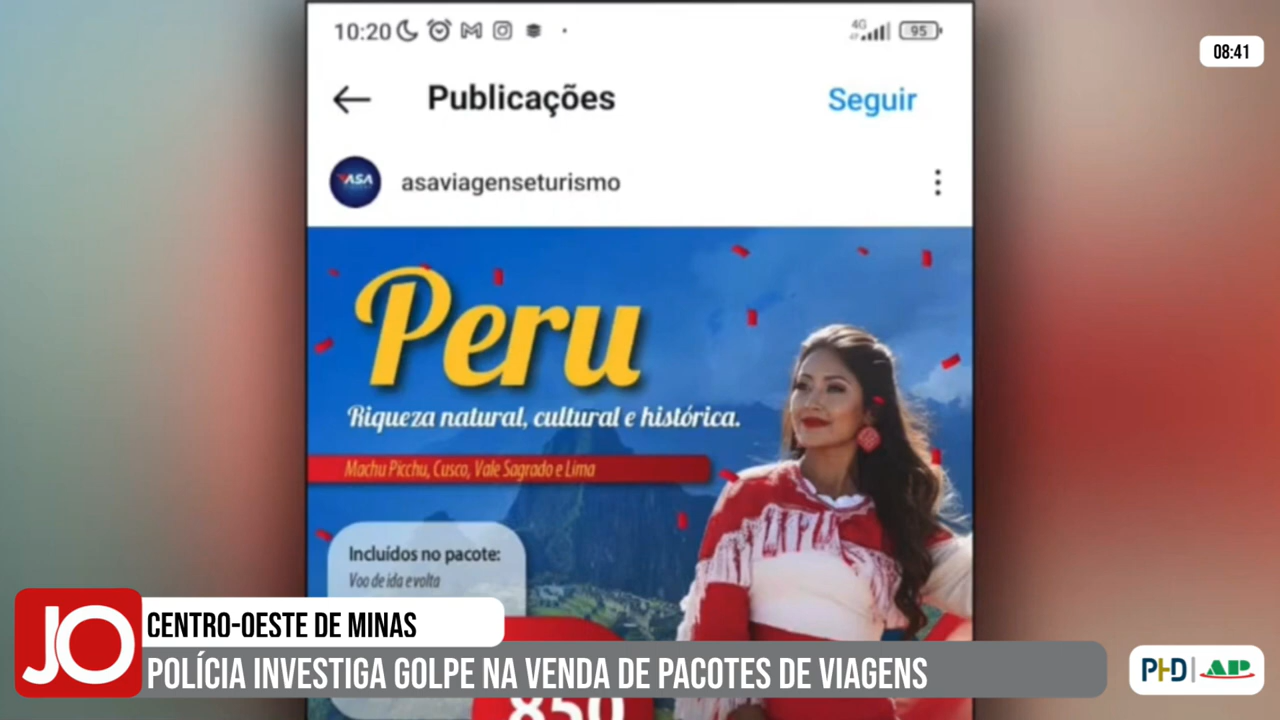 10:20
4G
95
08:41
Publicações
Seguir
ASA
asaviagenseturismo
Peru
Riqueza natural, cultural e histórica.
Machu Picchu, Cusco, Vale Sagrado e Lima
Incluídos no pacote:
Voo de ida e volta
850
JO
CENTRO-OESTE DE MINAS
POLÍCIA INVESTIGA GOLPE NA VENDA DE PACOTES DE VIAGENS
PHD
AP